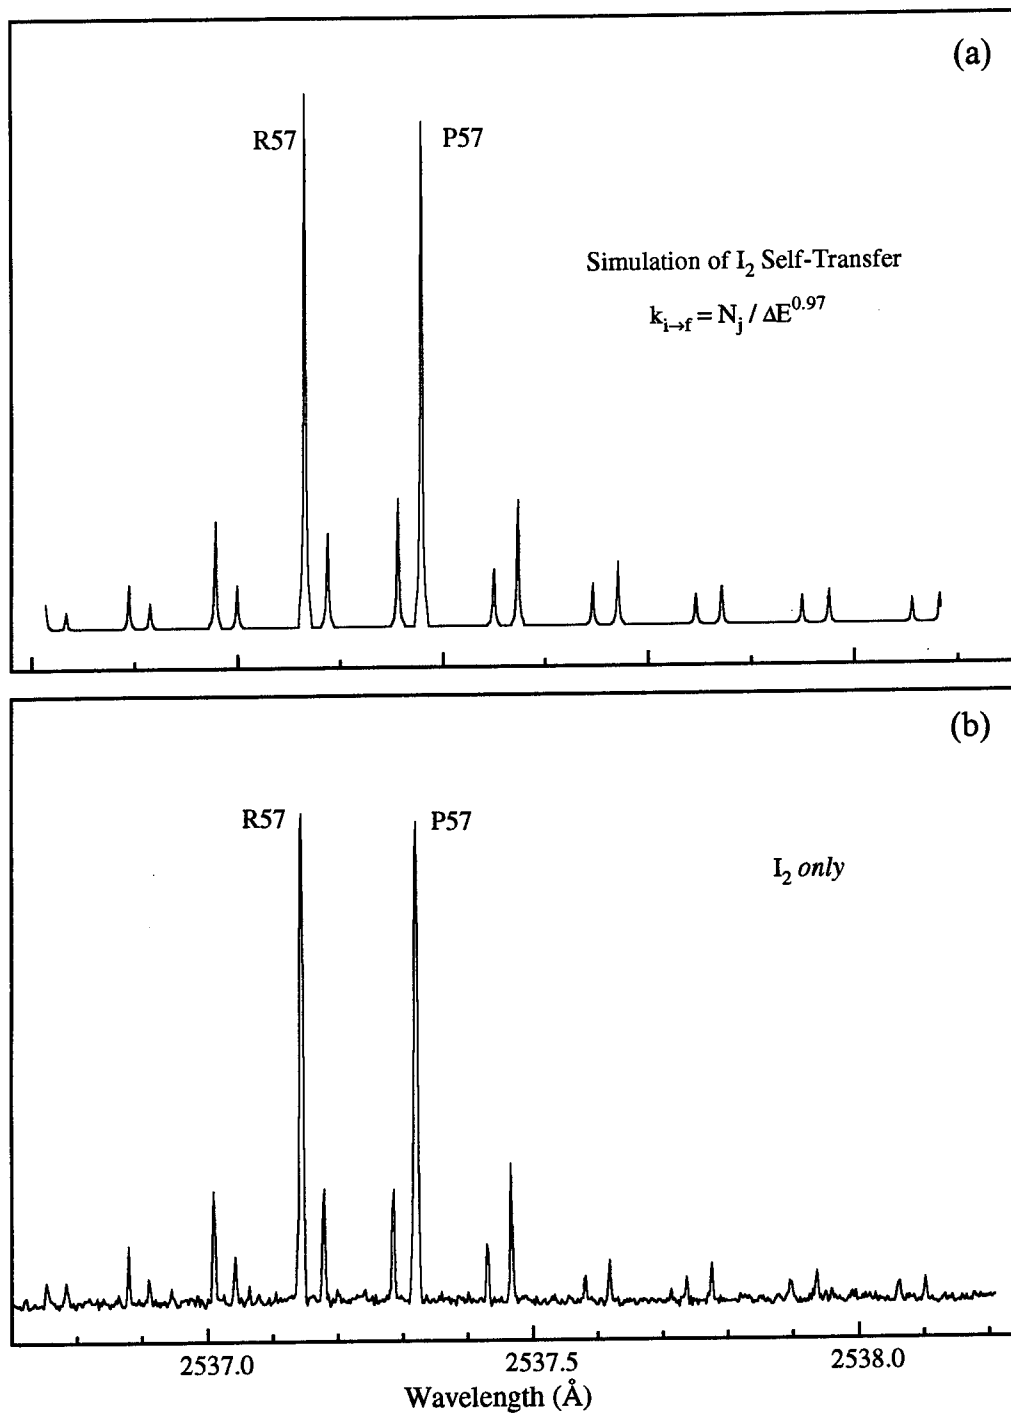 (a)
R57
P57
Simulation of I₂ Self-Transfer
kᵢ→f = Nⱼ / ΔE⁰·⁹⁷
(b)
R57
P57
I₂ only
2537.0
2537.5
2538.0
Wavelength (Å)